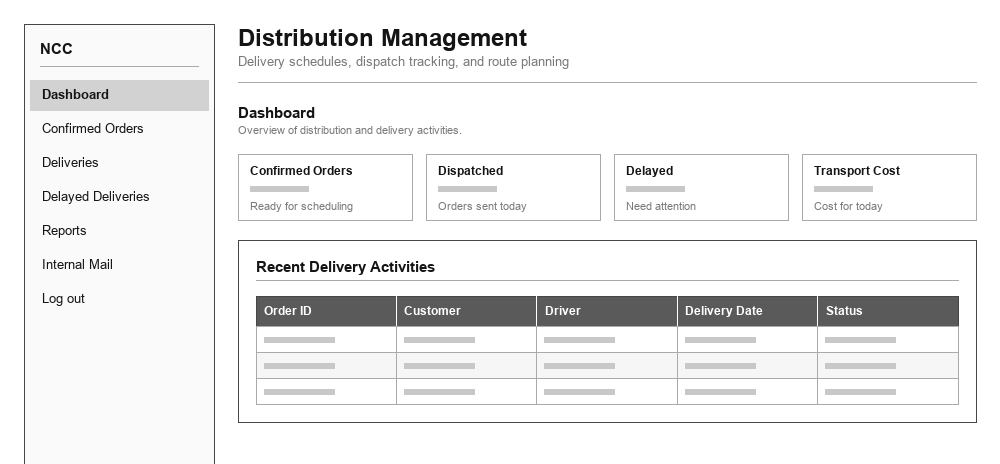 NCC
Dashboard
Confirmed Orders
Deliveries
Delayed Deliveries
Reports
Internal Mail
Log out
Distribution Management
Delivery schedules, dispatch tracking, and route planning
Dashboard
Overview of distribution and delivery activities.
Confirmed Orders
Ready for scheduling
Dispatched
Orders sent today
Delayed
Need attention
Transport Cost
Cost for today
Recent Delivery Activities
Order ID Customer Driver Delivery Date Status